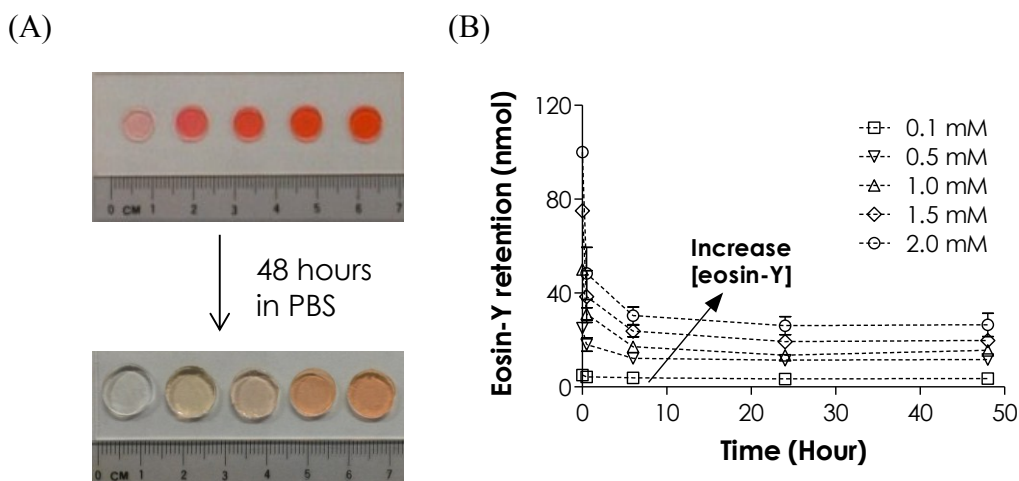 (A)
0 CM 1 2 3 4 5 6 7
48 hours
in PBS
0 CM 1 2 3 4 5 6 7
(B)
Eosin-Y retention (nmol)
120
80
40
0
0 10 20 30 40 50
Time (Hour)
Increase
[eosin-Y]
0.1 mM
0.5 mM
1.0 mM
1.5 mM
2.0 mM